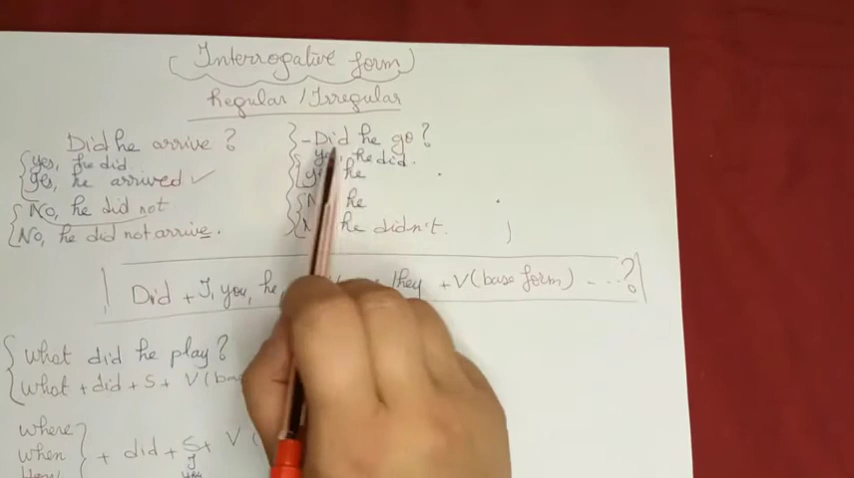 Interrogative form
Regular / Irregular
Did he arrive ?
yes, he did.
yes, he arrived ✓
No, he did not
No, he did not arrive.
- Did he go ?
he did.
he
he
he didn't.
Did + I, you, he, they + V (base form) - ...?
what did he play ?
what + did + S + V
where
when
How
+ did + S + V